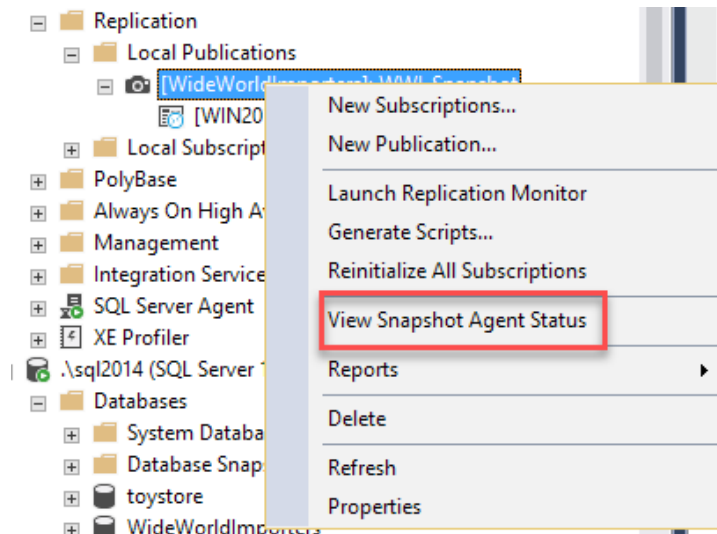 Replication
Local Publications
[WideWorldImporters]: WWI-Snapshot
[WIN20
Local Subscript
PolyBase
Always On High A
Management
Integration Service
SQL Server Agent
XE Profiler
.\sql2014 (SQL Server
Databases
System Databa
Database Snap
toystore
WideWorldImporters
New Subscriptions...
New Publication...
Launch Replication Monitor
Generate Scripts...
Reinitialize All Subscriptions
View Snapshot Agent Status
Reports
Delete
Refresh
Properties